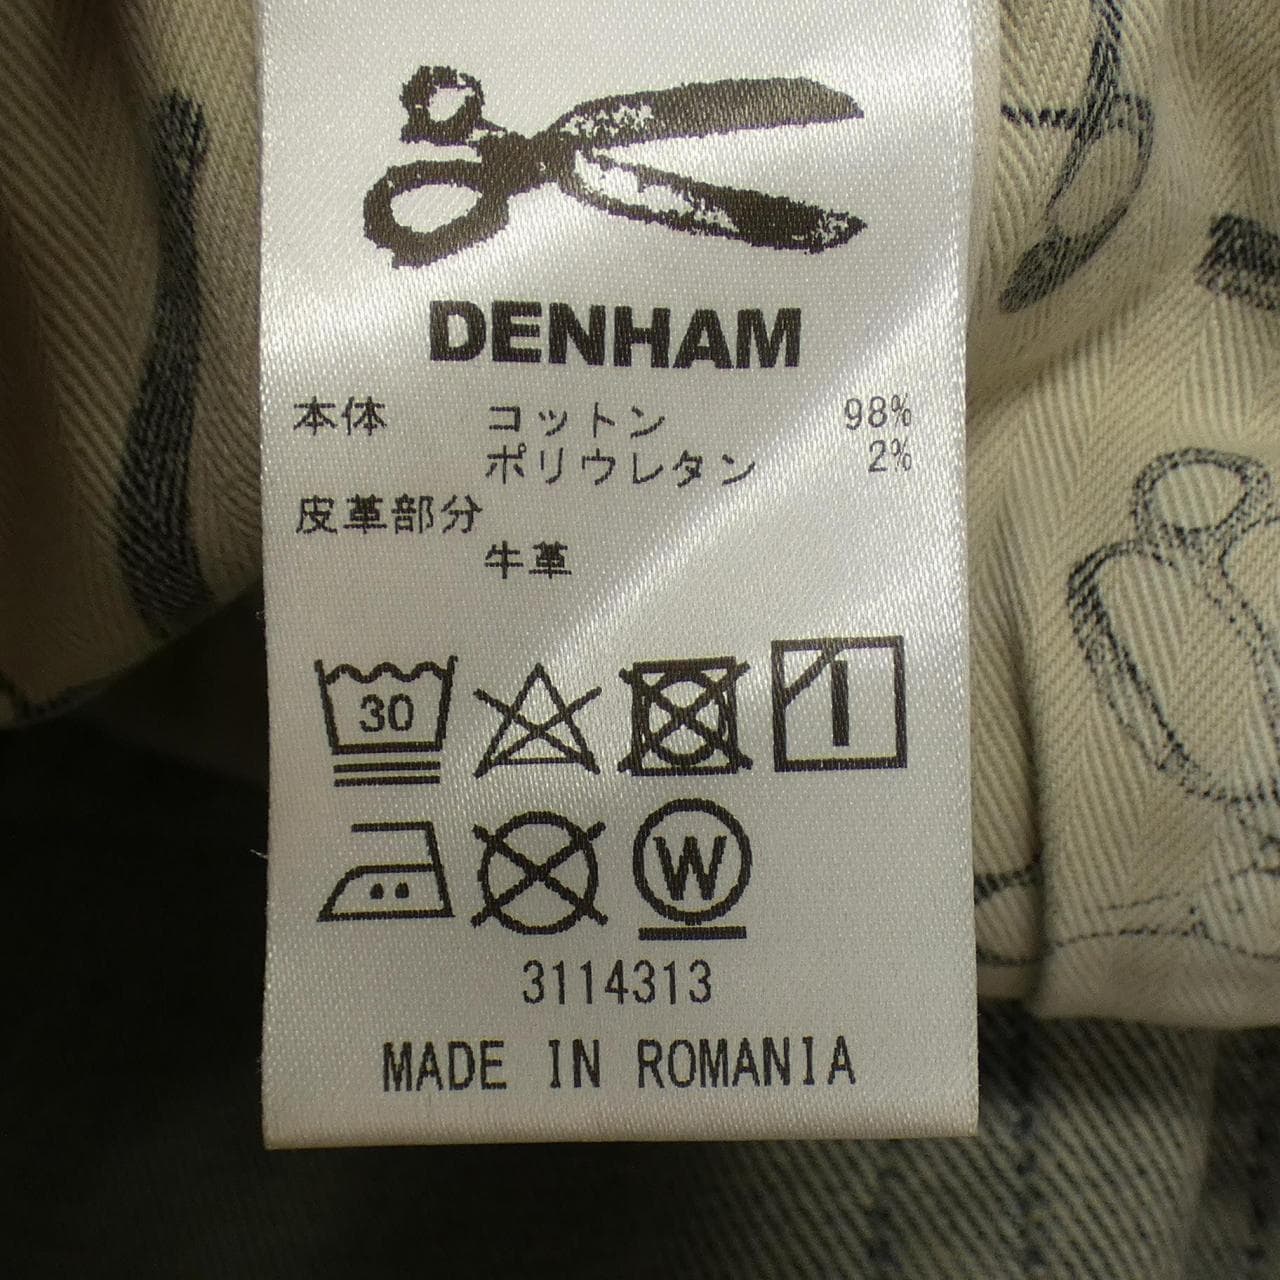 DENHAM
本体 コットン 98%
ポリウレタン 2%
皮革部分
牛革
30
W
3114313
MADE IN ROMANIA